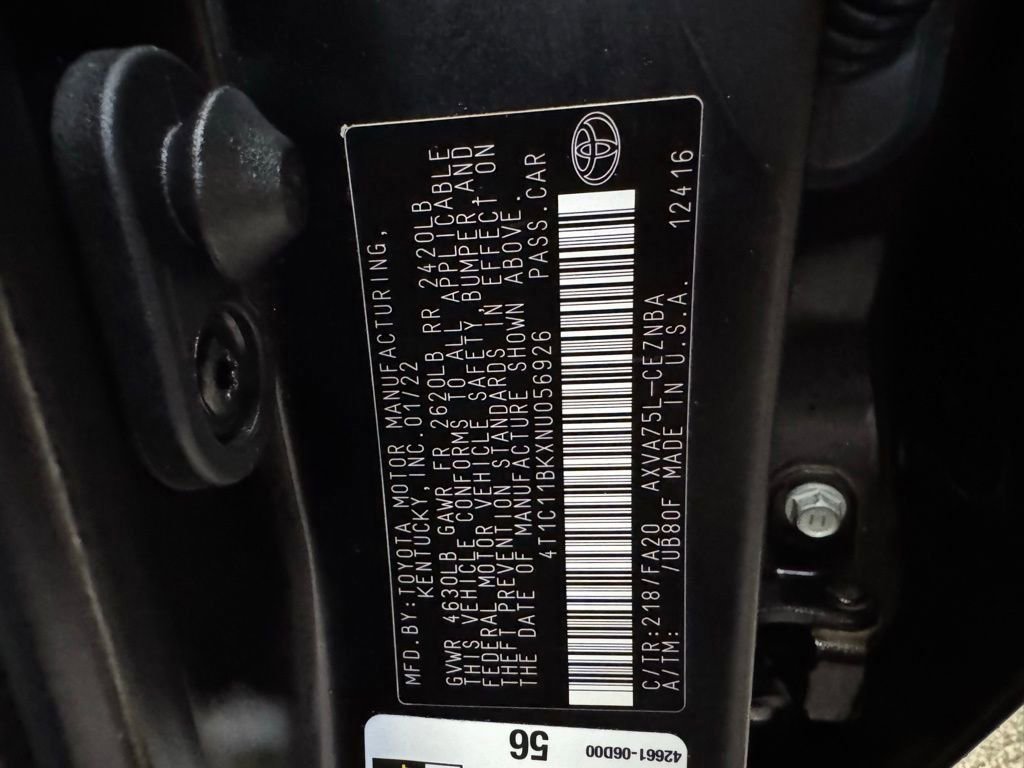 MFD.BY:TOYOTA MOTOR MANUFACTURING,
KENTUCKY, INC. 01/22
GVWR 4630LB GAWR FR 2620LB RR 2420LB
THIS VEHICLE CONFORMS TO ALL APPLICABLE
FEDERAL MOTOR VEHICLE SAFETY, BUMPER, AND
THEFT PREVENTION STANDARDS IN EFFECT ON
THE DATE OF MANUFACTURE SHOWN ABOVE.
4T1C11BKXNU056926 PASS.CAR
C/TR:218/FA20 AXVA75L-CEZNBA
A/TM: /UB80F MADE IN U.S.A. 12416
56
42661-06D00